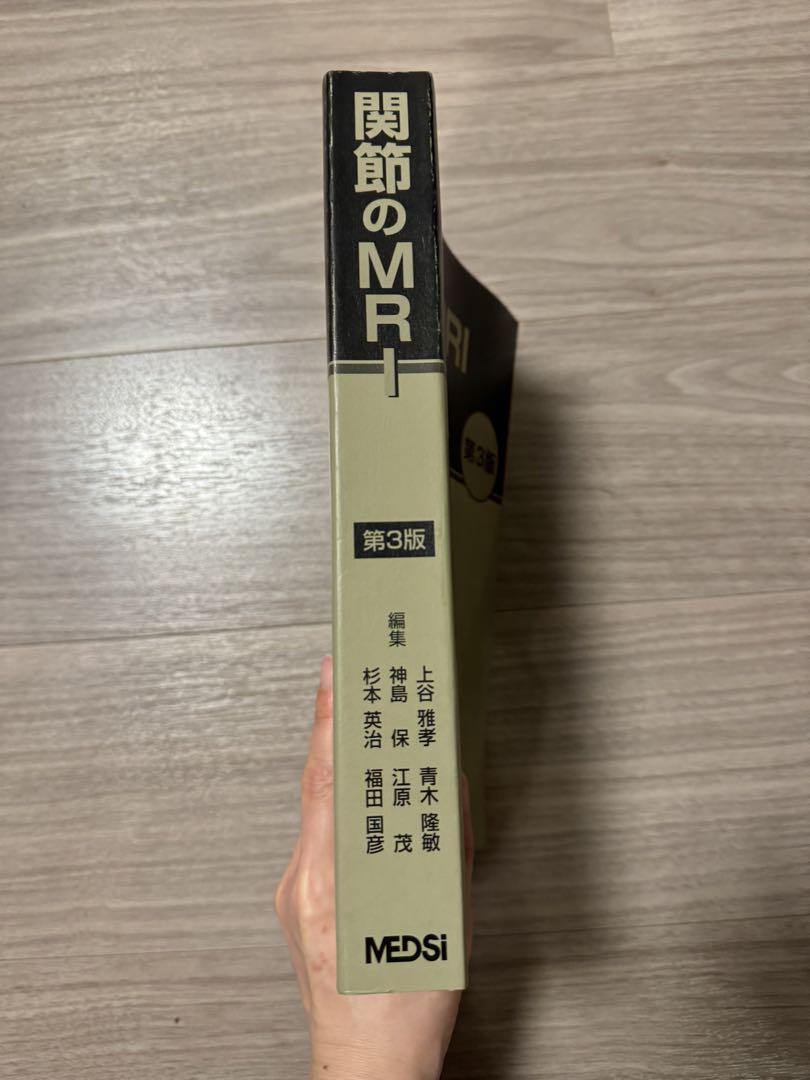 関節のMRI
第3版
編集
上谷 雅孝 青木 隆敏
神島 保 江原 茂
杉本 英治 福田 国彦
MEDSi
RI
第3版